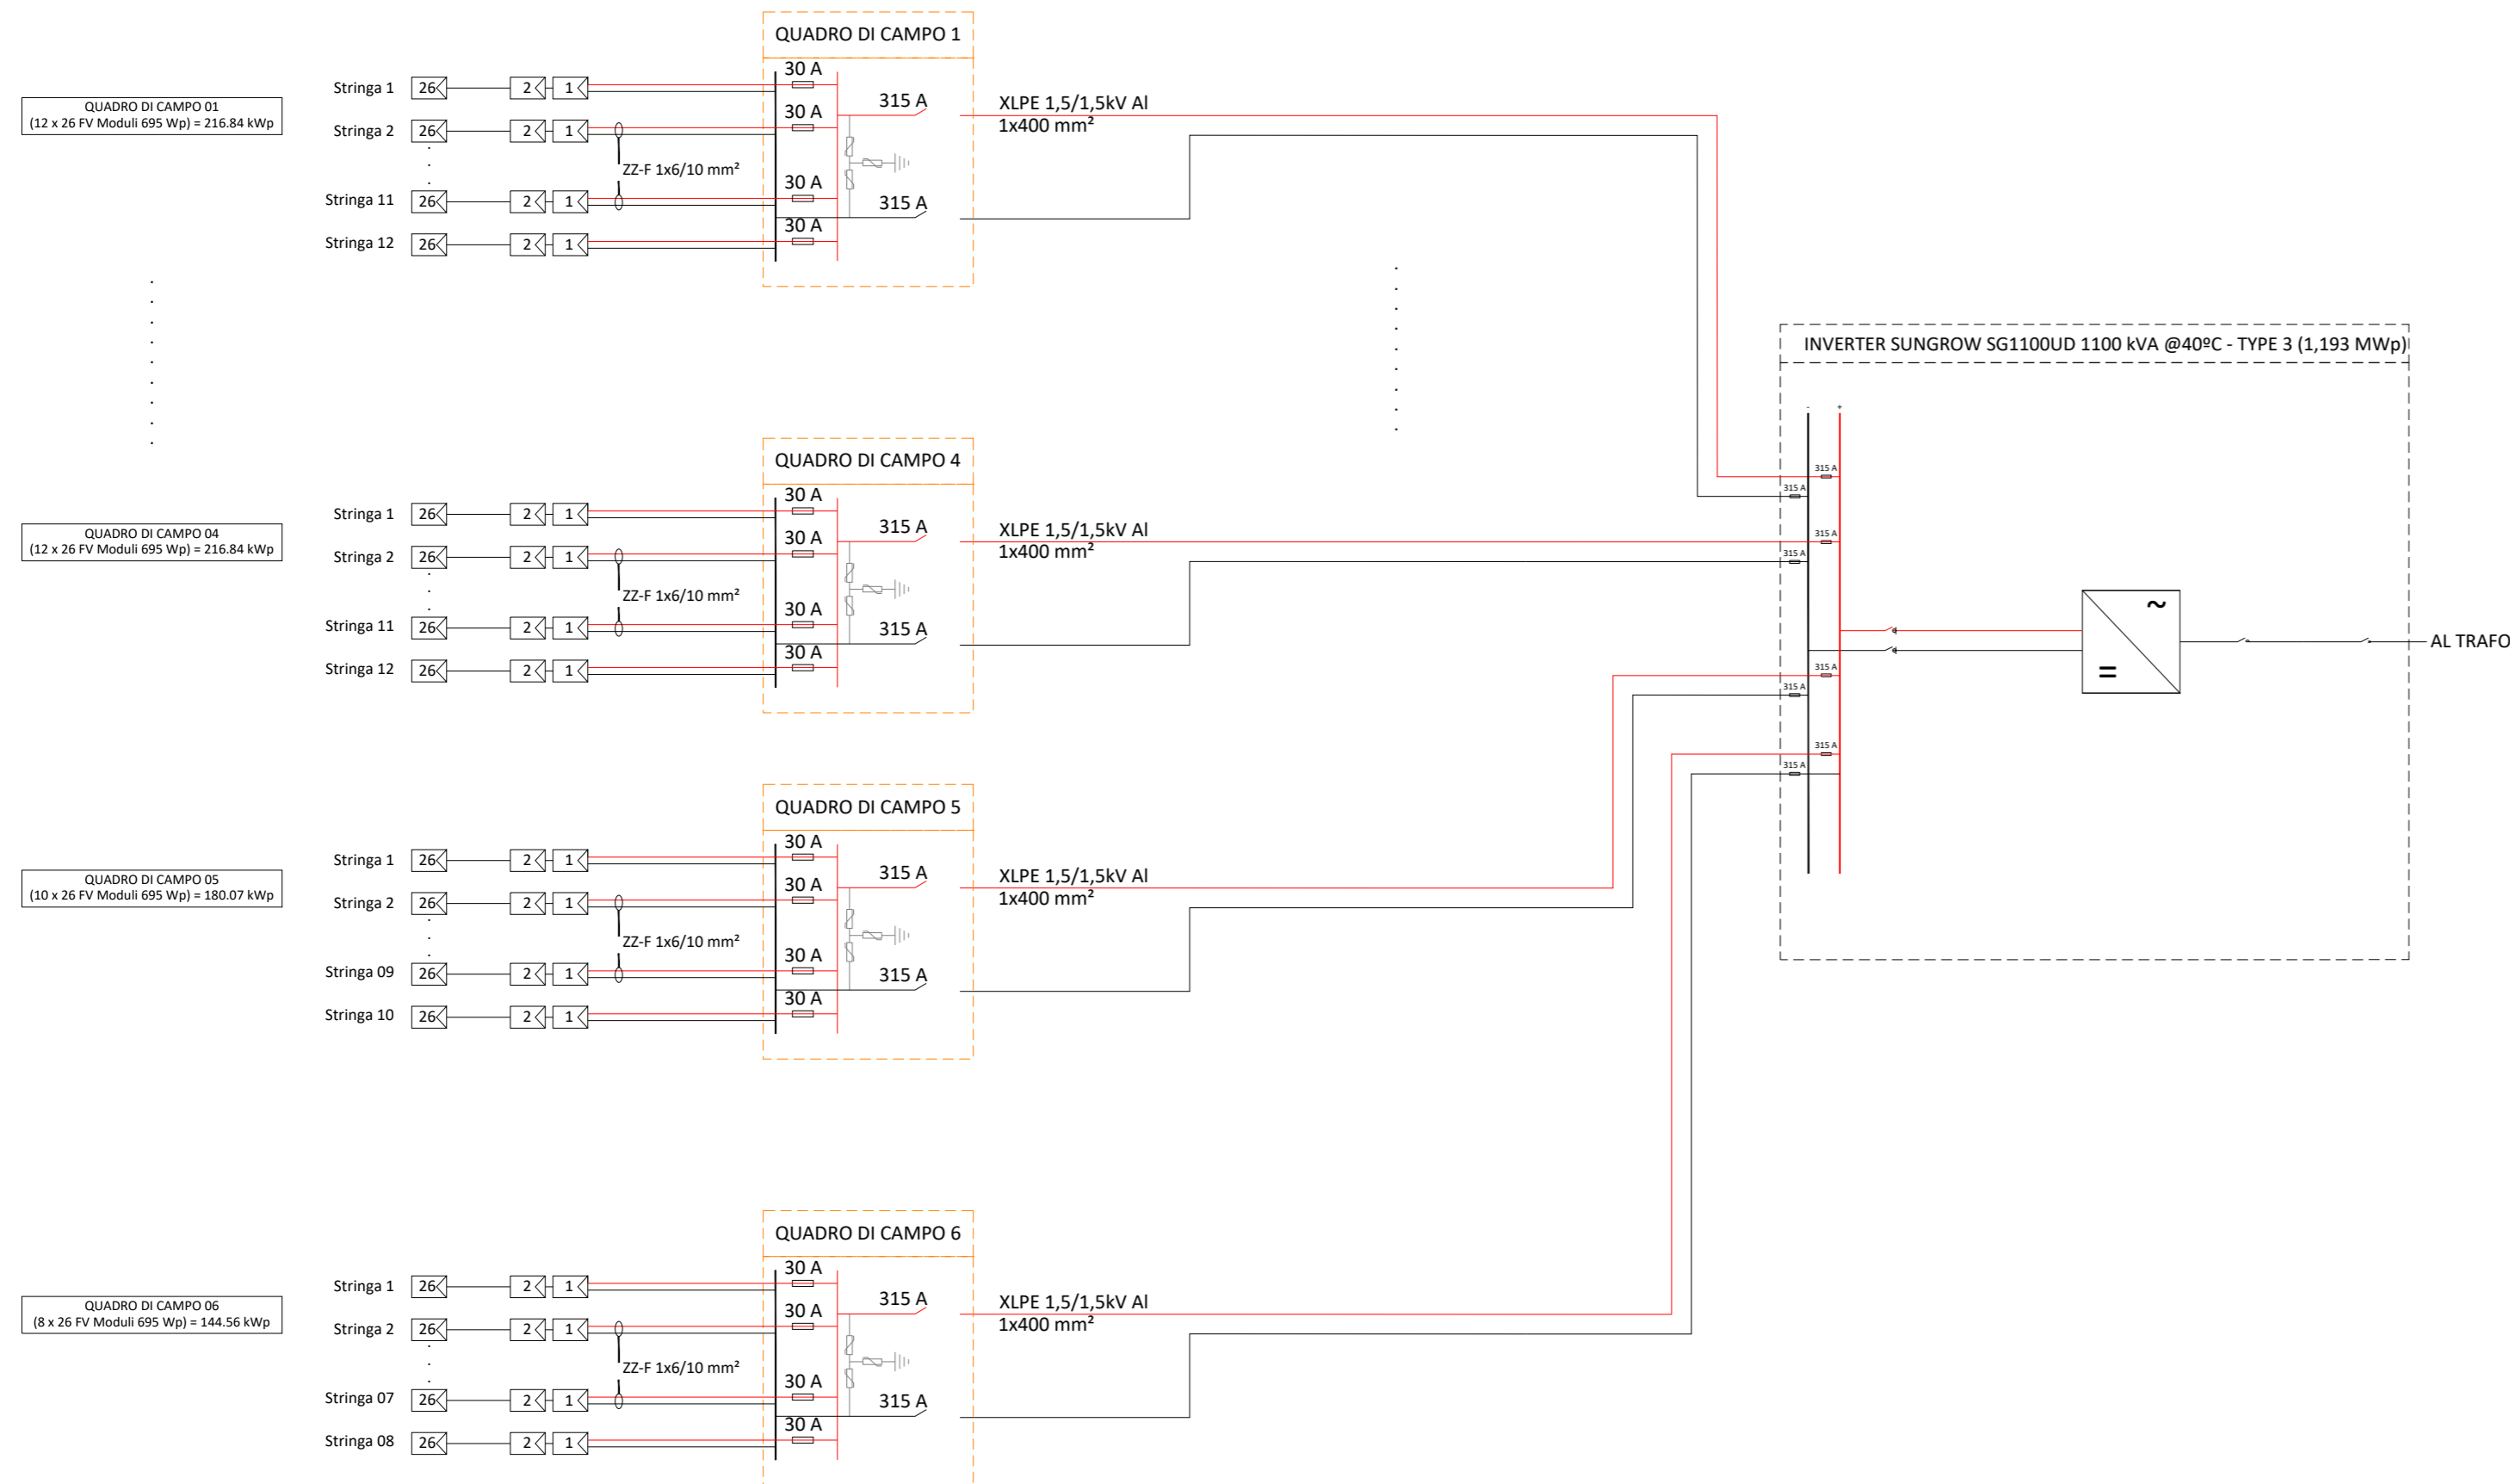 QUADRO DI CAMPO 1
QUADRO DI CAMPO 01
(12 x 26 FV Moduli 695 Wp) = 216.84 kWp
Stringa 1 26 2 1 30 A
Stringa 2 26 2 1 30 A
ZZ-F 1x6/10 mm²
Stringa 11 26 2 1 30 A
Stringa 12 26 2 1 30 A
315 A
315 A
XLPE 1,5/1,5kV Al
1x400 mm²
QUADRO DI CAMPO 4
QUADRO DI CAMPO 04
(12 x 26 FV Moduli 695 Wp) = 216.84 kWp
Stringa 1 26 2 1 30 A
Stringa 2 26 2 1 30 A
ZZ-F 1x6/10 mm²
Stringa 11 26 2 1 30 A
Stringa 12 26 2 1 30 A
315 A
315 A
XLPE 1,5/1,5kV Al
1x400 mm²
QUADRO DI CAMPO 5
QUADRO DI CAMPO 05
(10 x 26 FV Moduli 695 Wp) = 180.07 kWp
Stringa 1 26 2 1 30 A
Stringa 2 26 2 1 30 A
ZZ-F 1x6/10 mm²
Stringa 09 26 2 1 30 A
Stringa 10 26 2 1 30 A
315 A
315 A
XLPE 1,5/1,5kV Al
1x400 mm²
QUADRO DI CAMPO 6
QUADRO DI CAMPO 06
(8 x 26 FV Moduli 695 Wp) = 144.56 kWp
Stringa 1 26 2 1 30 A
Stringa 2 26 2 1 30 A
ZZ-F 1x6/10 mm²
Stringa 07 26 2 1 30 A
Stringa 08 26 2 1 30 A
315 A
315 A
XLPE 1,5/1,5kV Al
1x400 mm²
INVERTER SUNGROW SG1100UD 1100 kVA @40ºC - TYPE 3 (1,193 MWp)
- +
315 A
315 A
315 A
315 A
315 A
315 A
315 A
315 A
~
=
AL TRAFO